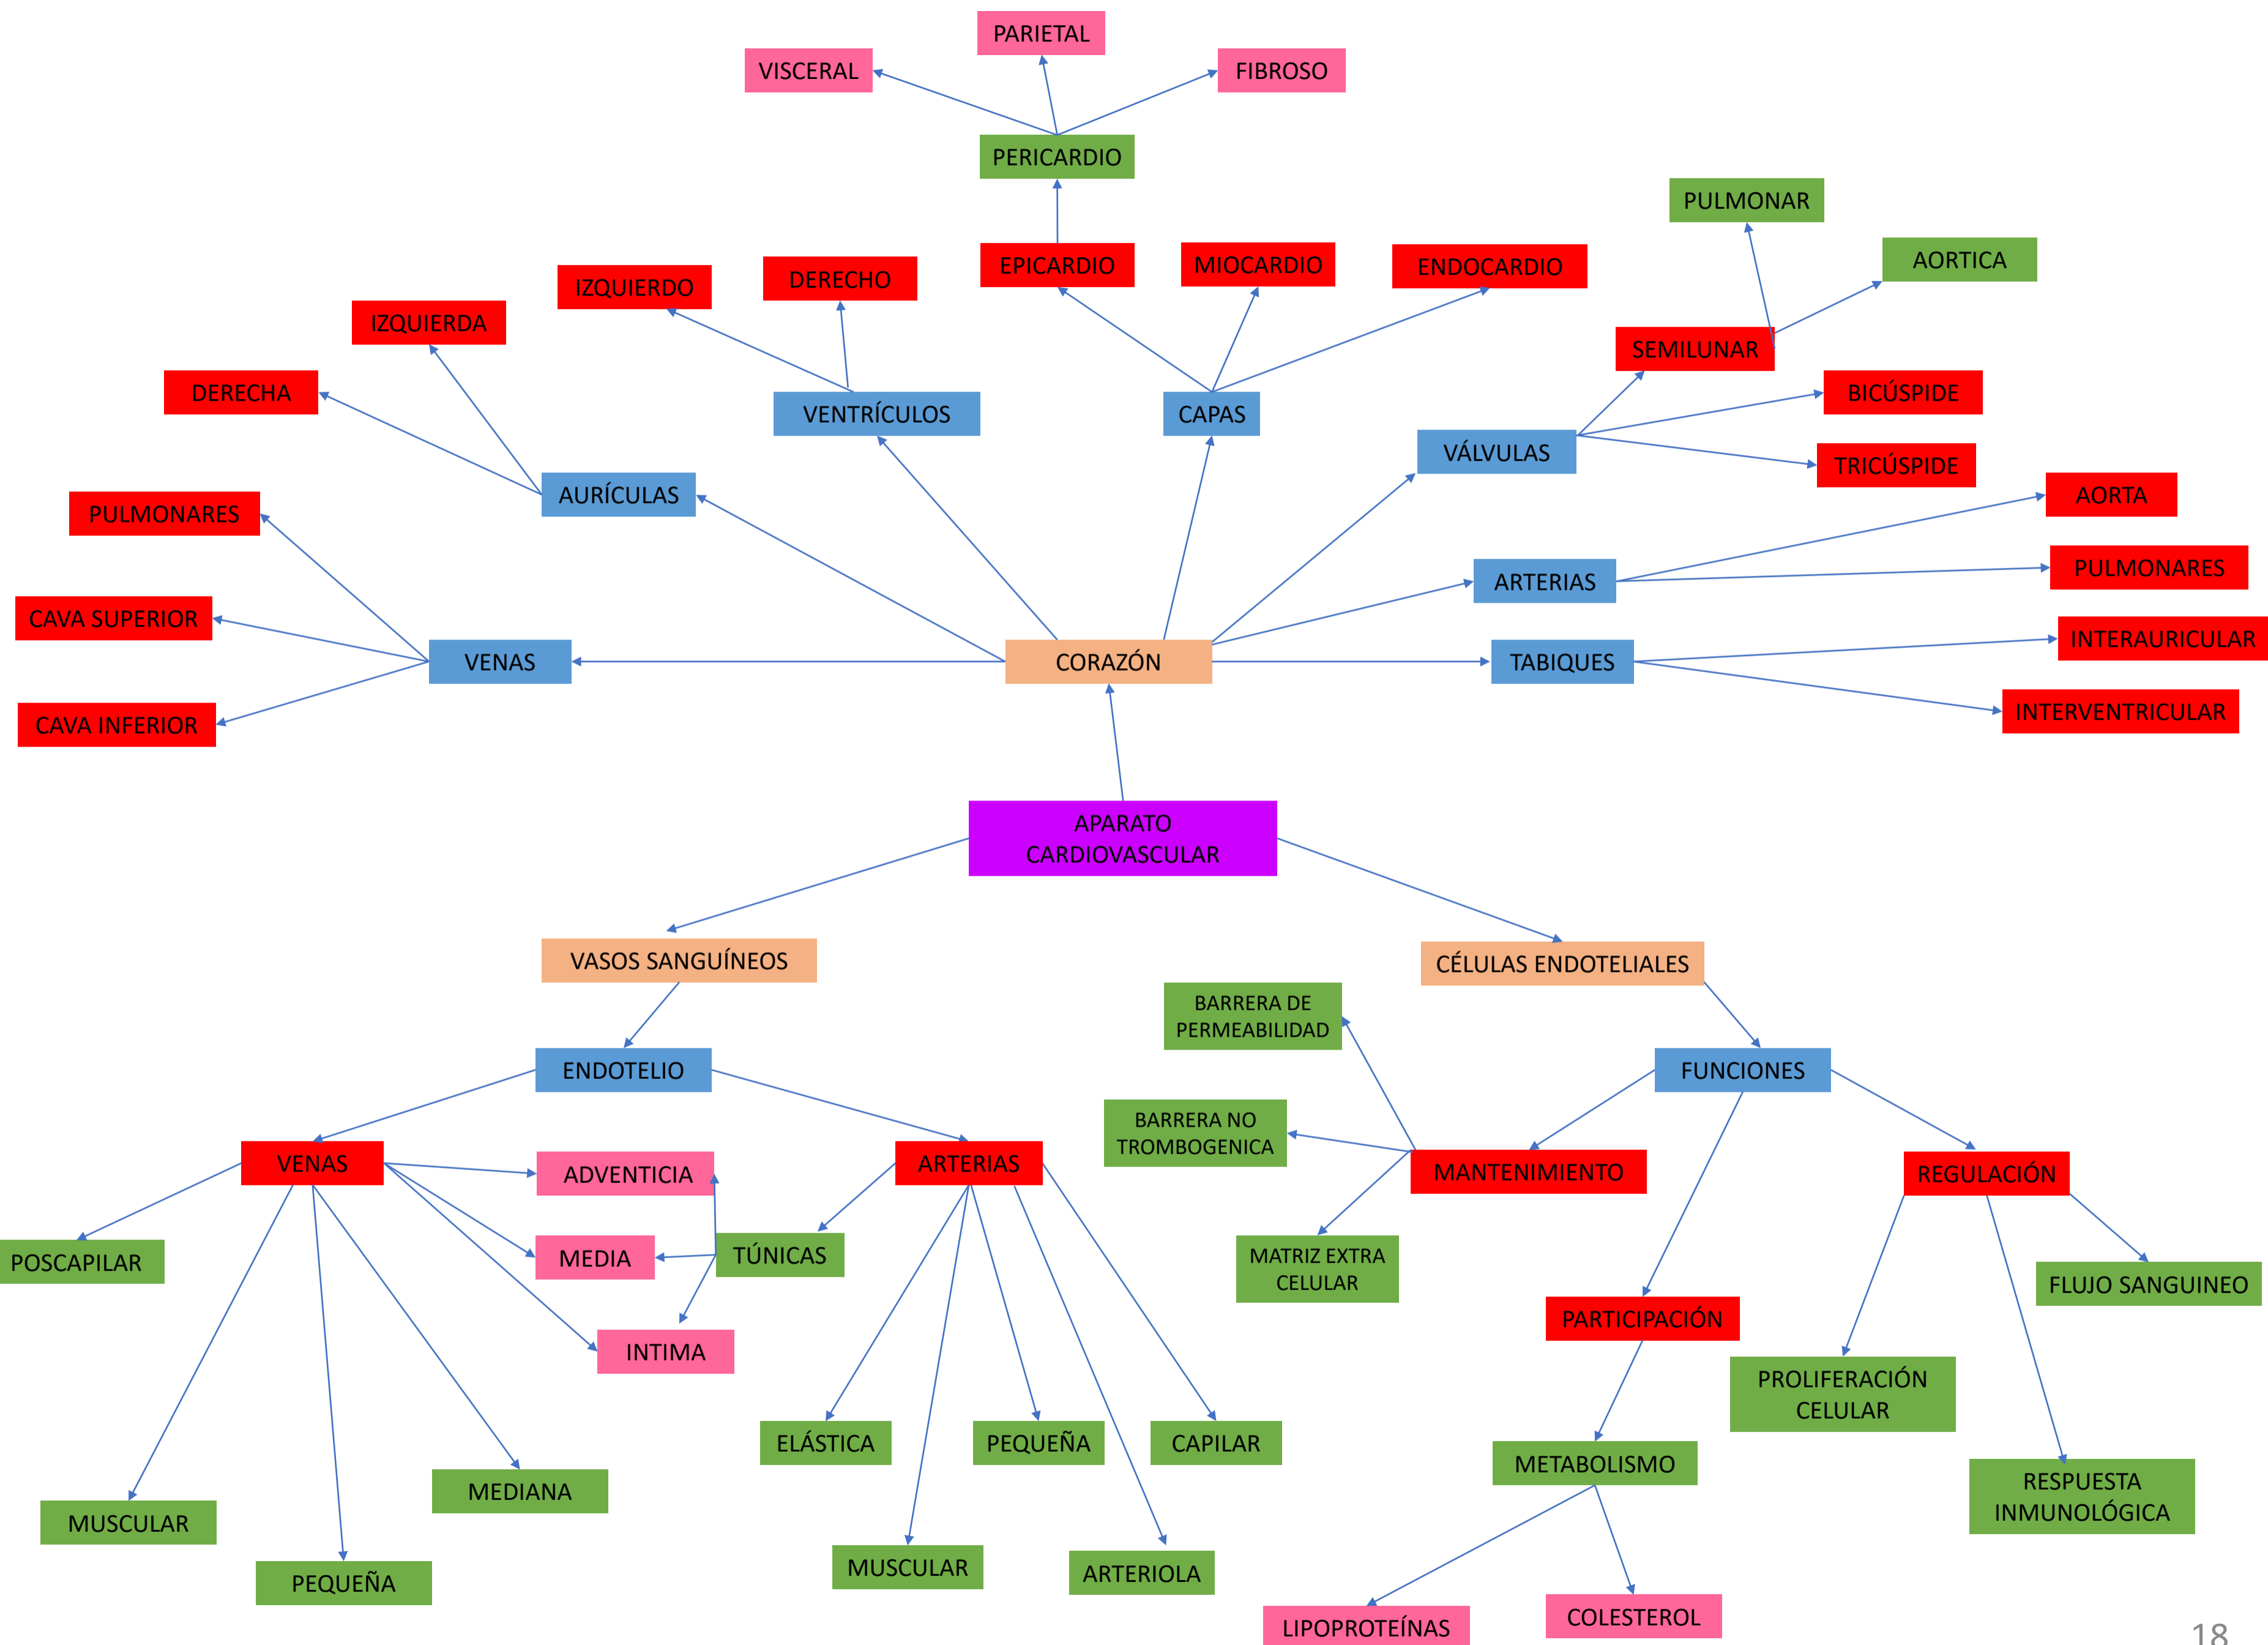 PARIETAL
VISCERAL
FIBROSO
PERICARDIO
PULMONAR
AORTICA
EPICARDIO
MIOCARDIO
ENDOCARDIO
IZQUIERDO
DERECHO
IZQUIERDA
SEMILUNAR
DERECHA
BICÚSPIDE
VENTRÍCULOS
CAPAS
VÁLVULAS
TRICÚSPIDE
AURÍCULAS
AORTA
PULMONARES
ARTERIAS
PULMONARES
CAVA SUPERIOR
INTERAURICULAR
VENAS
CORAZÓN
TABIQUES
CAVA INFERIOR
INTERVENTRICULAR
APARATO
CARDIOVASCULAR
VASOS SANGUÍNEOS
CÉLULAS ENDOTELIALES
BARRERA DE
PERMEABILIDAD
ENDOTELIO
FUNCIONES
BARRERA NO
TROMBOGENICA
VENAS
ADVENTICIA
ARTERIAS
MANTENIMIENTO
REGULACIÓN
POSCAPILAR
MEDIA
TÚNICAS
MATRIZ EXTRA
CELULAR
FLUJO SANGUINEO
PARTICIPACIÓN
INTIMA
PROLIFERACIÓN
CELULAR
ELÁSTICA
PEQUEÑA
CAPILAR
METABOLISMO
MEDIANA
RESPUESTA
INMUNOLÓGICA
MUSCULAR
MUSCULAR
ARTERIOLA
PEQUEÑA
COLESTEROL
LIPOPROTEÍNAS
18